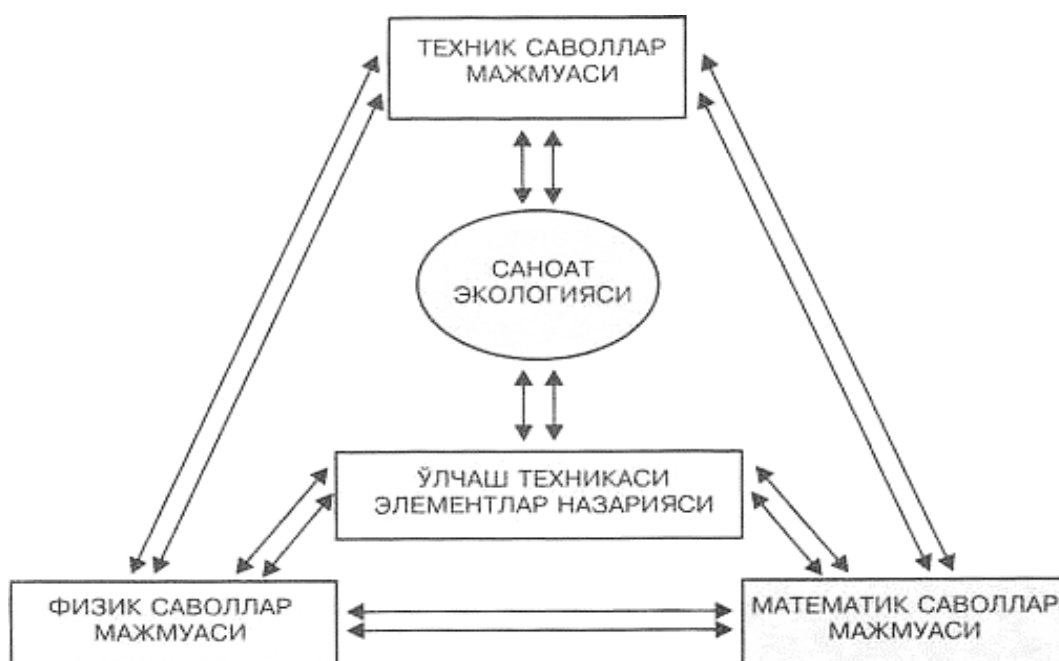 ТЕХНИК САВОЛЛАР
МАЖМУАСИ
САНОАТ
ЭКОЛОГИЯСИ
ЎЛЧАШ ТЕХНИКАСИ
ЭЛЕМЕНТЛАР НАЗАРИЯСИ
ФИЗИК САВОЛЛАР
МАЖМУАСИ
МАТЕМАТИК САВОЛЛАР
МАЖМУАСИ